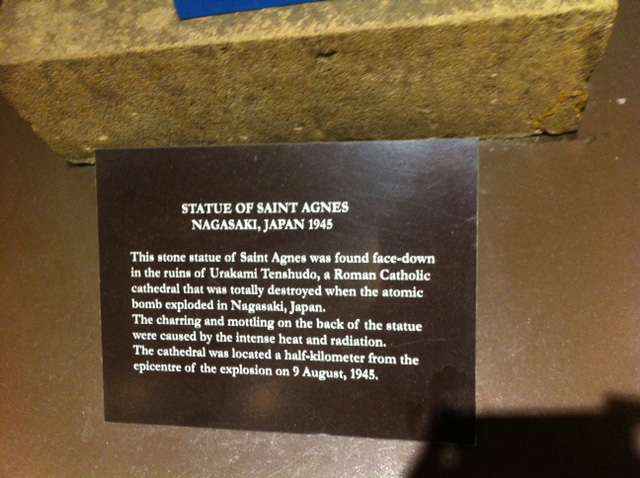 STATUE OF SAINT AGNES
NAGASAKI, JAPAN 1945
This stone statue of Saint Agnes was found face-down
in the ruins of Urakami Tenshudo, a Roman Catholic
cathedral that was totally destroyed when the atomic
bomb exploded in Nagasaki, Japan.
The charring and mottling on the back of the statue
were caused by the intense heat and radiation.
The cathedral was located a half-kilometer from the
epicentre of the explosion on 9 August, 1945.